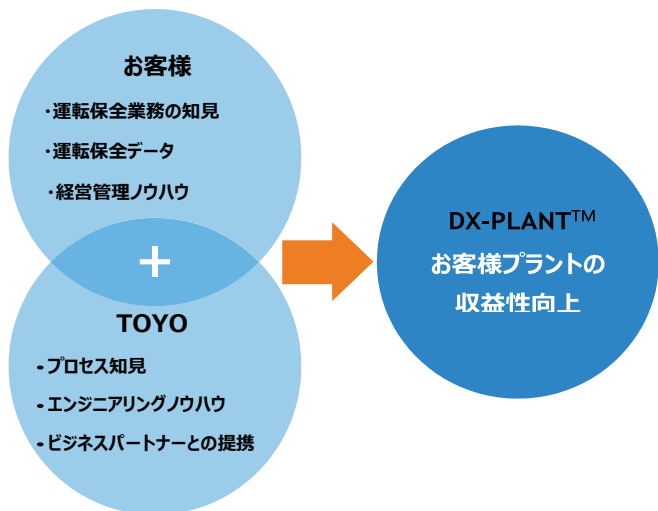 お客様
・運転保全業務の知見
・運転保全データ
・経営管理ノウハウ
+
TOYO
・プロセス知見
・エンジニアリングノウハウ
・ビジネスパートナーとの提携
DX-PLANT™
お客様プラントの
収益性向上